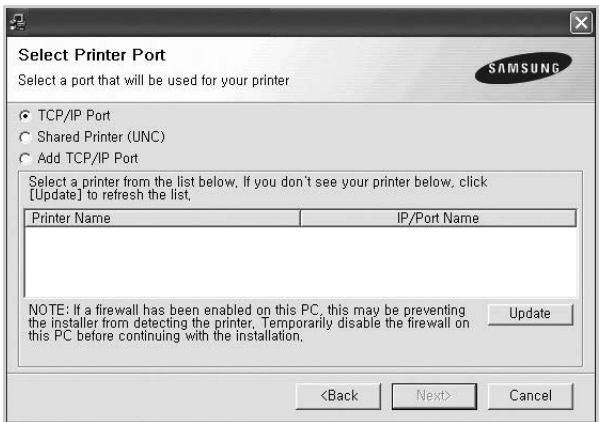 Select Printer Port
Select a port that will be used for your printer
SAMSUNG
TCP/IP Port
Shared Printer (UNC)
Add TCP/IP Port
Select a printer from the list below, If you don't see your printer below, click
[Update] to refresh the list,
Printer Name IP/Port Name
NOTE: If a firewall has been enabled on this PC, this may be preventing
the installer from detecting the printer, Temporarily disable the firewall on
this PC before continuing with the installation,
Update
<Back Next> Cancel